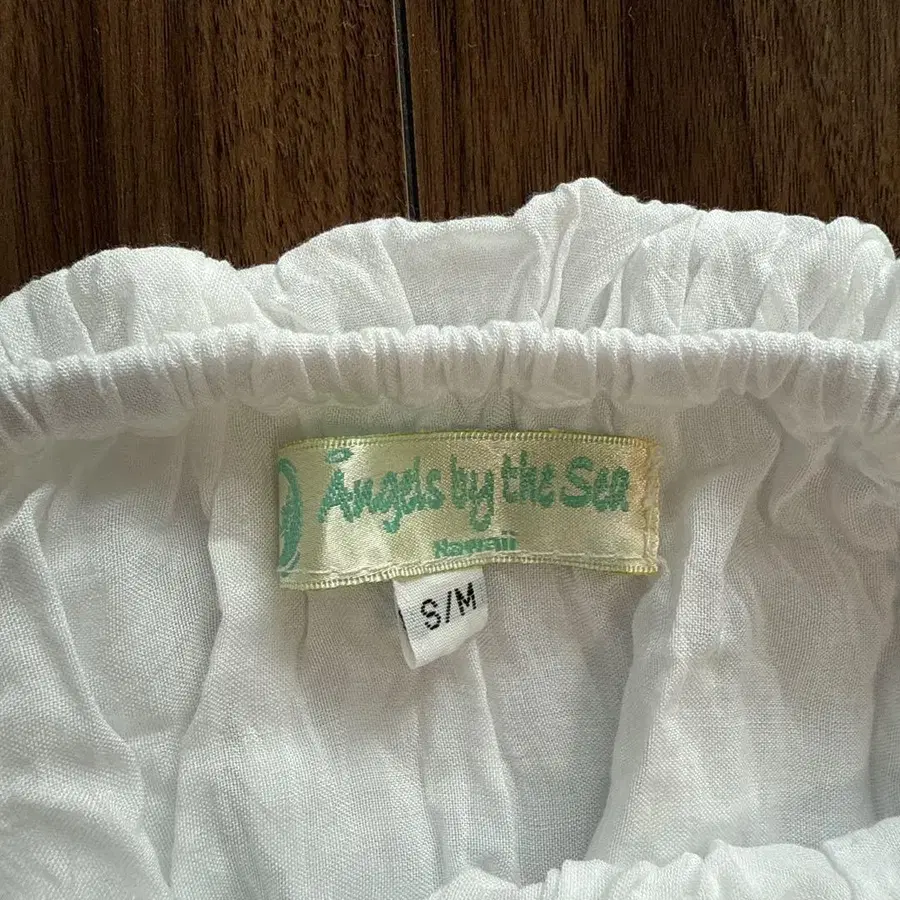 Angels by the Sea
Hawaii
S/M